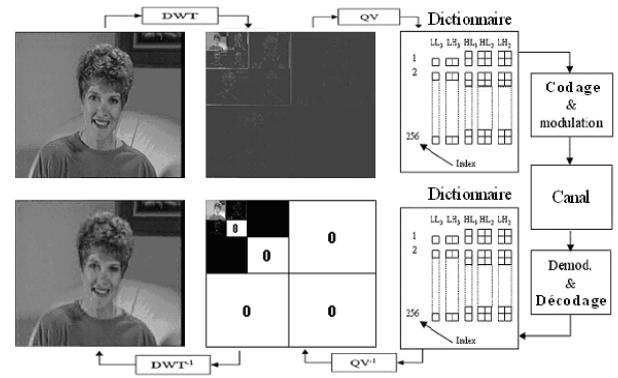 DWT
QV
Dictionnaire
LL3 LH3 HL3 HL2 LH2
1
2
256
Index
Codage
&
modulation
Canal
Dictionnaire
LL3 LH3 HL3 HL2 LH2
1
2
256
Index
Demod.
&
Décodage
0
0
0
0
0
DWT-1
QV-1